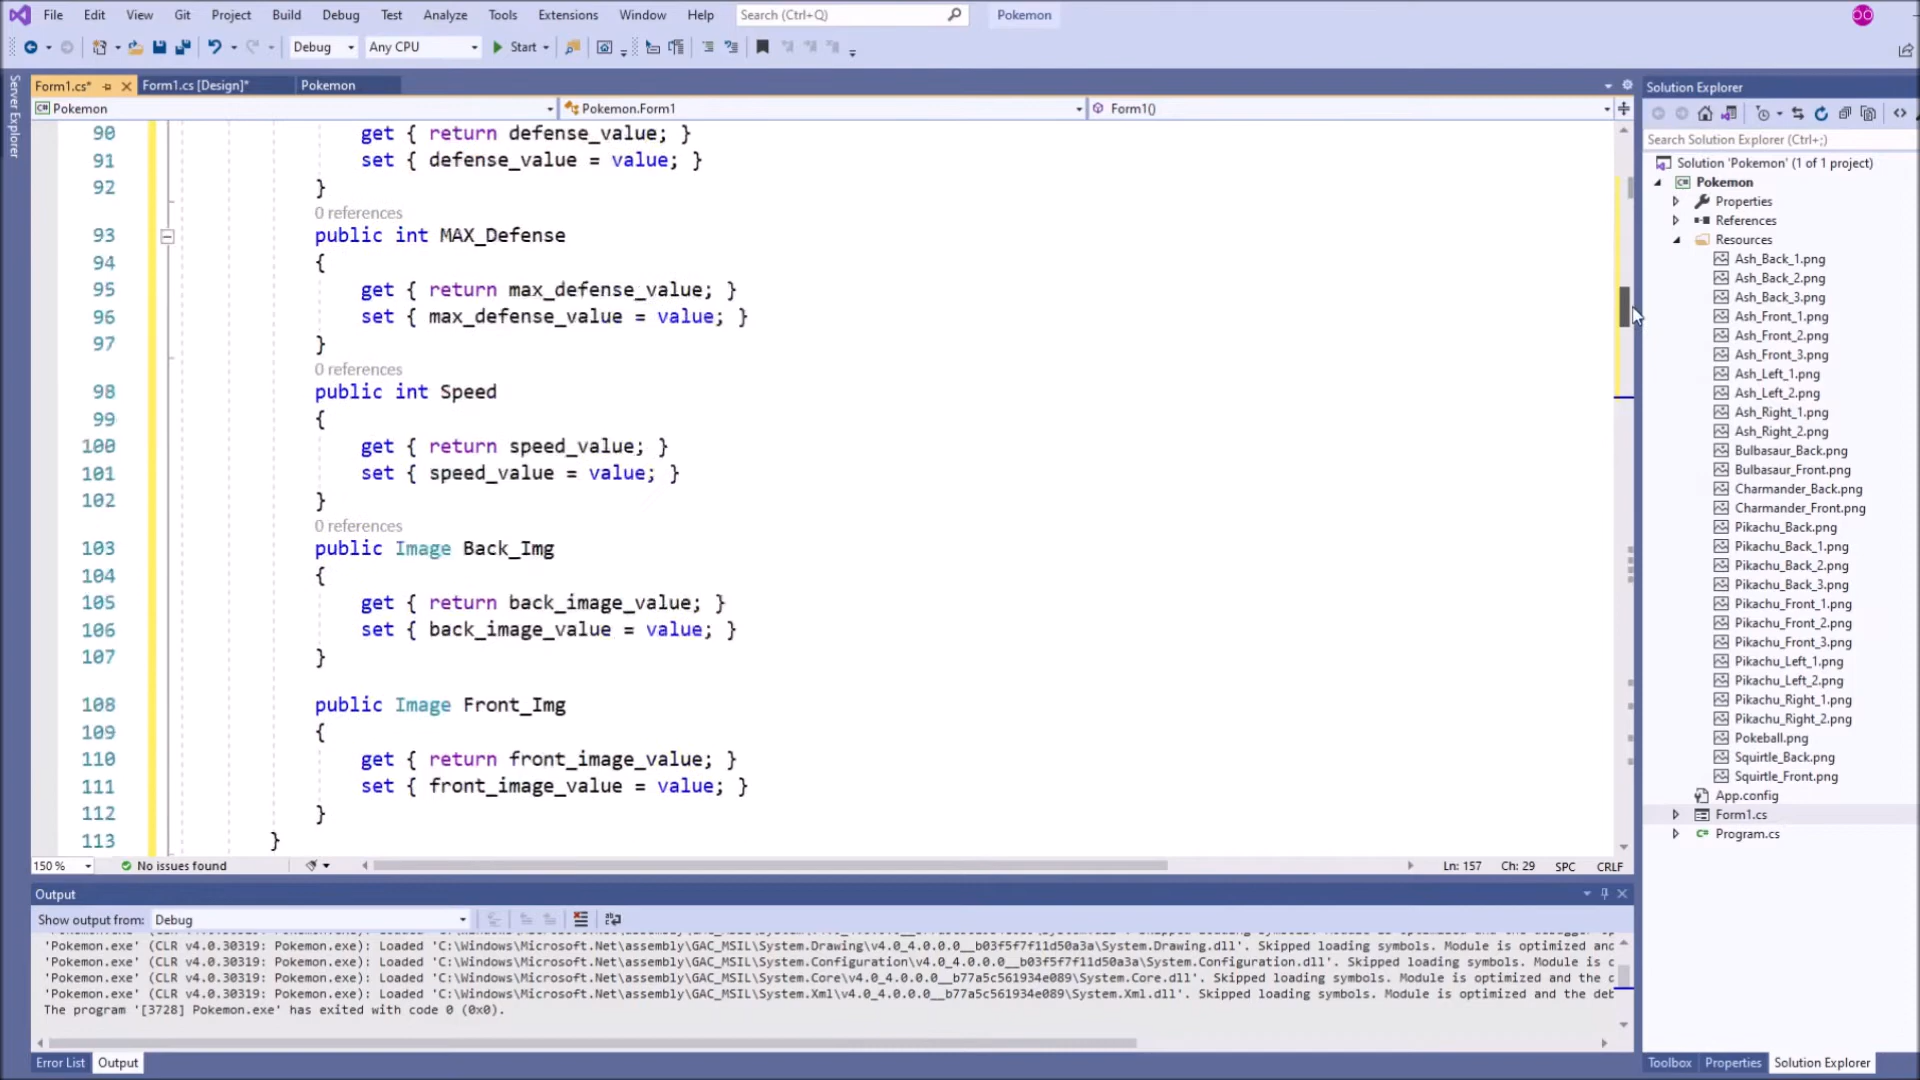 File Edit View Git Project Build Debug Test Analyze Tools Extensions Window Help Search (Ctrl+Q) Pokemon
Debug Any CPU Start
Server Explorer
Form1.cs* Form1.cs [Design]* Pokemon
Pokemon Pokemon.Form1 Form1()
90 get { return defense_value; }
91 set { defense_value = value; }
92 }
0 references
93 public int MAX_Defense
94 {
95 get { return max_defense_value; }
96 set { max_defense_value = value; }
97 }
0 references
98 public int Speed
99 {
100 get { return speed_value; }
101 set { speed_value = value; }
102 }
0 references
103 public Image Back_Img
104 {
105 get { return back_image_value; }
106 set { back_image_value = value; }
107 }
108 public Image Front_Img
109 {
110 get { return front_image_value; }
111 set { front_image_value = value; }
112 }
113 }
150 % No issues found Ln: 157 Ch: 29 SPC CRLF
Output
Show output from: Debug
'Pokemon.exe' (CLR v4.0.30319: Pokemon.exe): Loaded 'C:\Windows\Microsoft.Net\assembly\GAC_MSIL\System.Drawing\v4.0_4.0.0.0__b03f5f7f11d50a3a\System.Drawing.dll'. Skipped loading symbols. Module is optimized and
'Pokemon.exe' (CLR v4.0.30319: Pokemon.exe): Loaded 'C:\Windows\Microsoft.Net\assembly\GAC_MSIL\System.Configuration\v4.0_4.0.0.0__b03f5f7f11d50a3a\System.Configuration.dll'. Skipped loading symbols. Module is o
'Pokemon.exe' (CLR v4.0.30319: Pokemon.exe): Loaded 'C:\Windows\Microsoft.Net\assembly\GAC_MSIL\System.Core\v4.0_4.0.0.0__b77a5c561934e089\System.Core.dll'. Skipped loading symbols. Module is optimized and the d
'Pokemon.exe' (CLR v4.0.30319: Pokemon.exe): Loaded 'C:\Windows\Microsoft.Net\assembly\GAC_MSIL\System.Xml\v4.0_4.0.0.0__b77a5c561934e089\System.Xml.dll'. Skipped loading symbols. Module is optimized and the deb
The program '[3728] Pokemon.exe' has exited with code 0 (0x0).
Error List Output
Solution Explorer
Search Solution Explorer (Ctrl+;)
Solution 'Pokemon' (1 of 1 project)
Pokemon
Properties
References
Resources
Ash_Back_1.png
Ash_Back_2.png
Ash_Back_3.png
Ash_Front_1.png
Ash_Front_2.png
Ash_Front_3.png
Ash_Left_1.png
Ash_Left_2.png
Ash_Right_1.png
Ash_Right_2.png
Bulbasaur_Back.png
Bulbasaur_Front.png
Charmander_Back.png
Charmander_Front.png
Pikachu_Back.png
Pikachu_Back_1.png
Pikachu_Back_2.png
Pikachu_Back_3.png
Pikachu_Front_1.png
Pikachu_Front_2.png
Pikachu_Front_3.png
Pikachu_Left_1.png
Pikachu_Left_2.png
Pikachu_Right_1.png
Pikachu_Right_2.png
Pokeball.png
Squirtle_Back.png
Squirtle_Front.png
App.config
Form1.cs
Program.cs
Toolbox Properties Solution Explorer